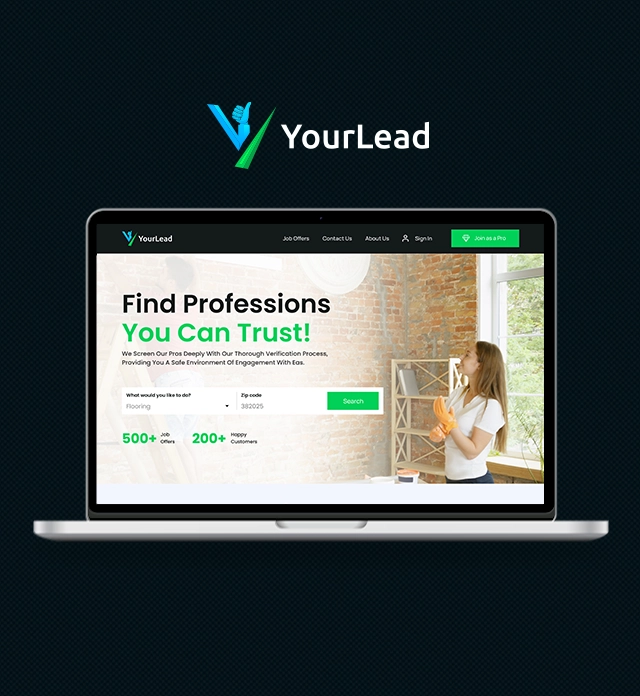 YourLead
YourLead
Job Offers
Contact Us
About Us
Sign In
Join as a Pro
Find Professions
You Can Trust!
We Screen Our Pros Deeply With Our Thorough Verification Process,
Providing You A Safe Environment Of Engagement With Eas.
What would you like to do?
Flooring
Zip code
382025
Search
500+
Job
Offers
200+
Happy
Customers